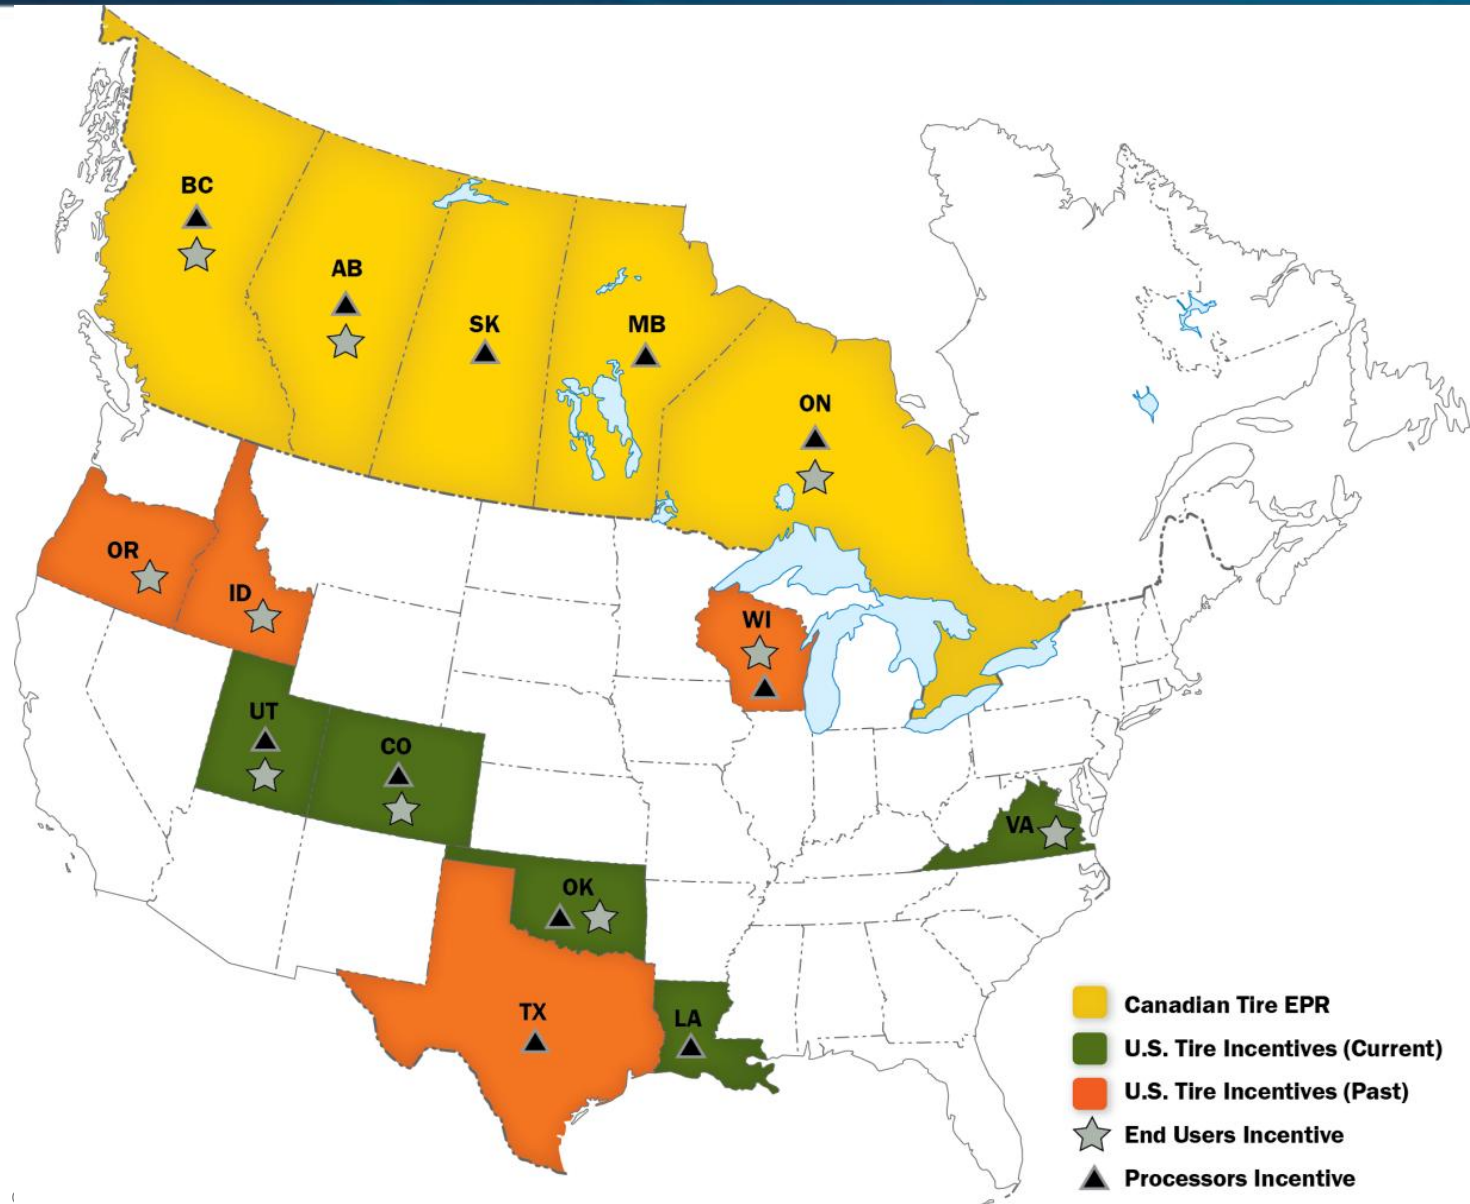 BC
AB
SK
MB
ON
OR
ID
WI
UT
CO
VA
OK
TX
LA
Canadian Tire EPR
U.S. Tire Incentives (Current)
U.S. Tire Incentives (Past)
End Users Incentive
Processors Incentive